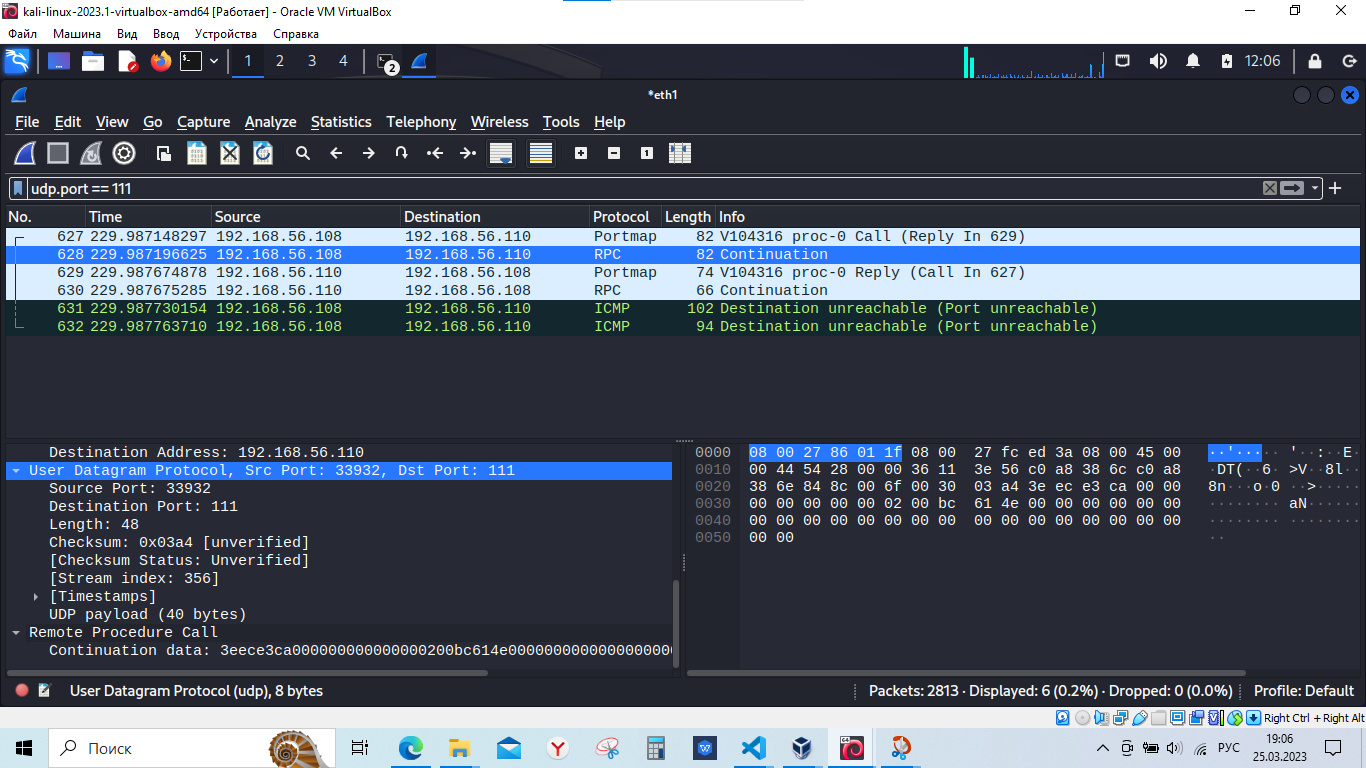 kali-linux-2023.1-virtualbox-amd64 [Работает] - Oracle VM VirtualBox
Файл Машина Вид Ввод Устройства Справка
1 2 3 4 2 12:06
*eth1
File Edit View Go Capture Analyze Statistics Telephony Wireless Tools Help
udp.port == 111
No. Time Source Destination Protocol Length Info
627 229.987148297 192.168.56.108 192.168.56.110 Portmap 82 V104316 proc-0 Call (Reply In 629)
628 229.987196625 192.168.56.108 192.168.56.110 RPC 82 Continuation
629 229.987674878 192.168.56.110 192.168.56.108 Portmap 74 V104316 proc-0 Reply (Call In 627)
630 229.987675285 192.168.56.110 192.168.56.108 RPC 66 Continuation
631 229.987730154 192.168.56.108 192.168.56.110 ICMP 102 Destination unreachable (Port unreachable)
632 229.987763710 192.168.56.108 192.168.56.110 ICMP 94 Destination unreachable (Port unreachable)
Destination Address: 192.168.56.110
User Datagram Protocol, Src Port: 33932, Dst Port: 111
Source Port: 33932
Destination Port: 111
Length: 48
Checksum: 0x03a4 [unverified]
[Checksum Status: Unverified]
[Stream index: 356]
[Timestamps]
UDP payload (40 bytes)
Remote Procedure Call
Continuation data: 3eece3ca000000000000000200bc614e00000000000000000
0000 08 00 27 86 01 1f 08 00 27 fc ed 3a 08 00 45 00 ··'··· '··:··E
0010 00 44 54 28 00 00 36 11 3e 56 c0 a8 38 6c c0 a8 ·DT(··6 >V··8l··
0020 38 6e 84 8c 00 6f 00 30 03 a4 3e ec e3 ca 00 00 8n···o·0 ··>·····
0030 00 00 00 00 00 02 00 bc 61 4e 00 00 00 00 00 00 ········ aN······
0040 00 00 00 00 00 00 00 00 00 00 00 00 00 00 00 00 ········ ········
0050 00 00 ··
User Datagram Protocol (udp), 8 bytes Packets: 2813 · Displayed: 6 (0.2%) · Dropped: 0 (0.0%) Profile: Default
Right Ctrl + Right Alt
Поиск РУС 19:06
25.03.2023